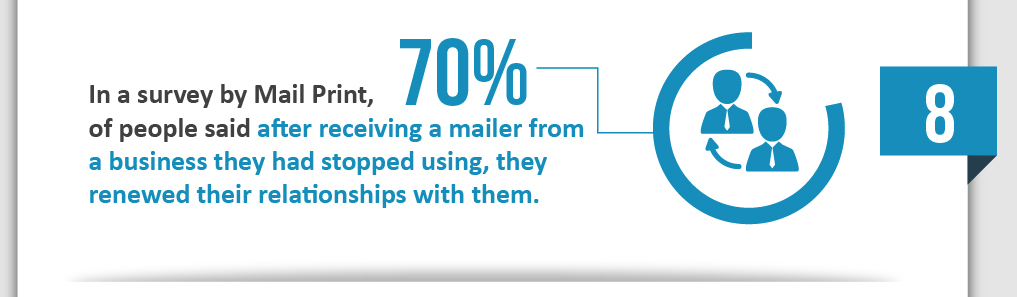 In a survey by Mail Print, 70%
of people said after receiving a mailer from
a business they had stopped using, they
renewed their relationships with them.
8